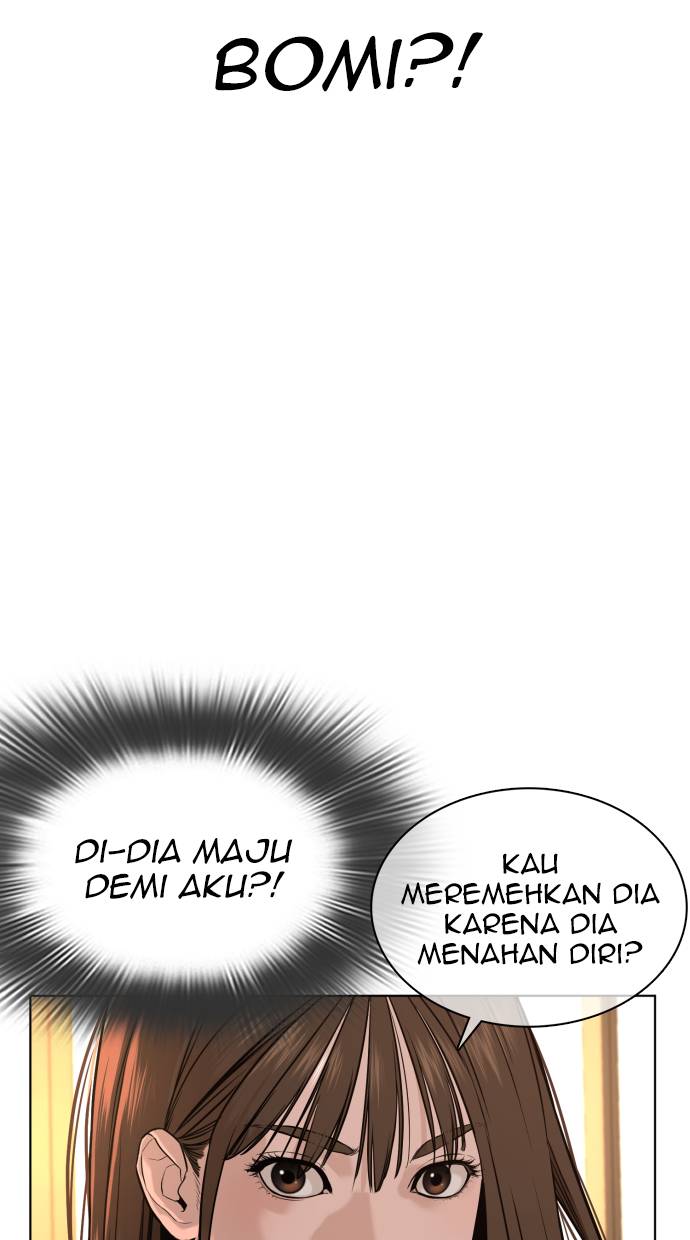 BOMI?!
DI-DIA MAJU
DEMI AKU?!
KAU
MEREMEHKAN DIA
KARENA DIA
MENAHAN DIRI?